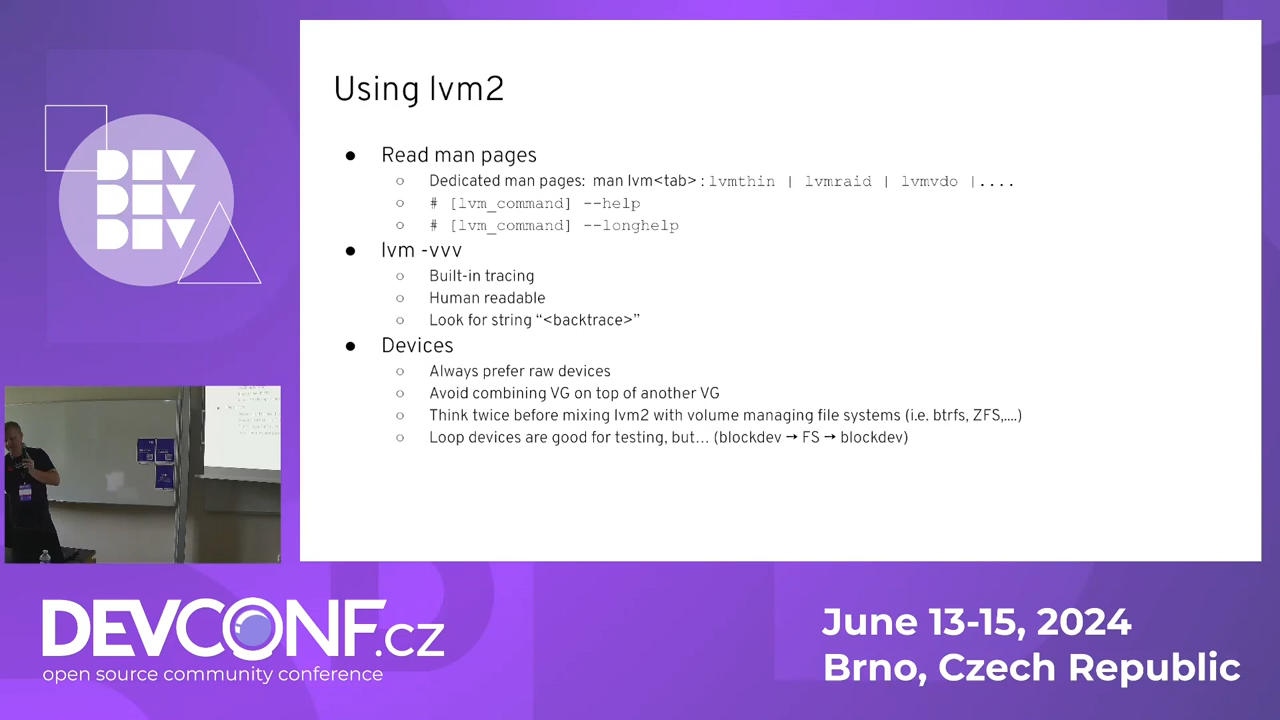 Using lvm2
● Read man pages
○ Dedicated man pages: man lvm<tab> : lvmthin | lvmraid | lvmvdo |....
○ # [lvm_command] --help
○ # [lvm_command] --longhelp
● lvm -vvv
○ Built-in tracing
○ Human readable
○ Look for string “<backtrace>”
● Devices
○ Always prefer raw devices
○ Avoid combining VG on top of another VG
○ Think twice before mixing lvm2 with volume managing file systems (i.e. btrfs, ZFS,....)
○ Loop devices are good for testing, but… (blockdev → FS → blockdev)
DEV
DEV
DEV
DEVCONF.cz
open source community conference
June 13-15, 2024
Brno, Czech Republic